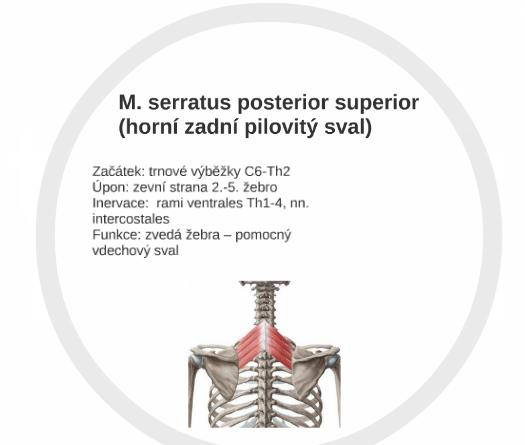 M. serratus posterior superior
(horní zadní pilovitý sval)
Začátek: trnové výběžky C6-Th2
Úpon: zevní strana 2.-5. žebro
Inervace:  rami ventrales Th1-4, nn.
intercostales
Funkce: zvedá žebra – pomocný
vdechový sval